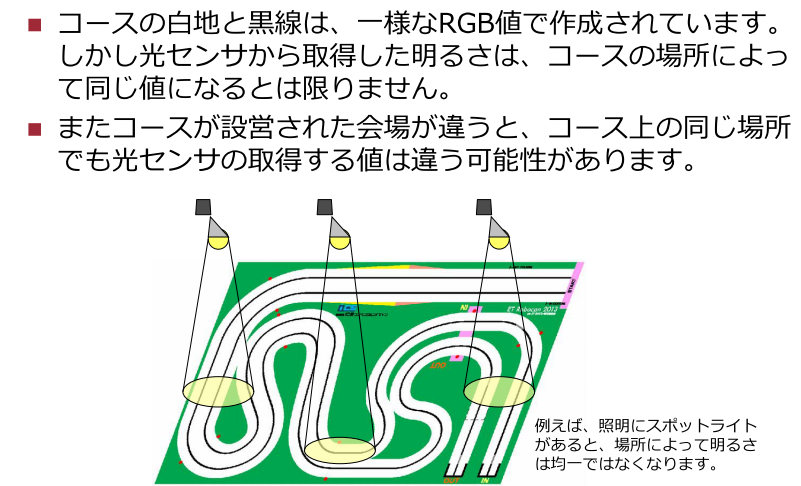 ■ コースの白地と黒線は、一様なRGB値で作成されています。
しかし光センサから取得した明るさは、コースの場所によっ
て同じ値になるとは限りません。
■ またコースが設営された会場が違うと、コース上の同じ場所
でも光センサの取得する値は違う可能性があります。
START
IN
ET Robocon 2013
OUT
例えば、照明にスポットライト
があると、場所によって明るさ
は均一ではなくなります。
OUT
IN